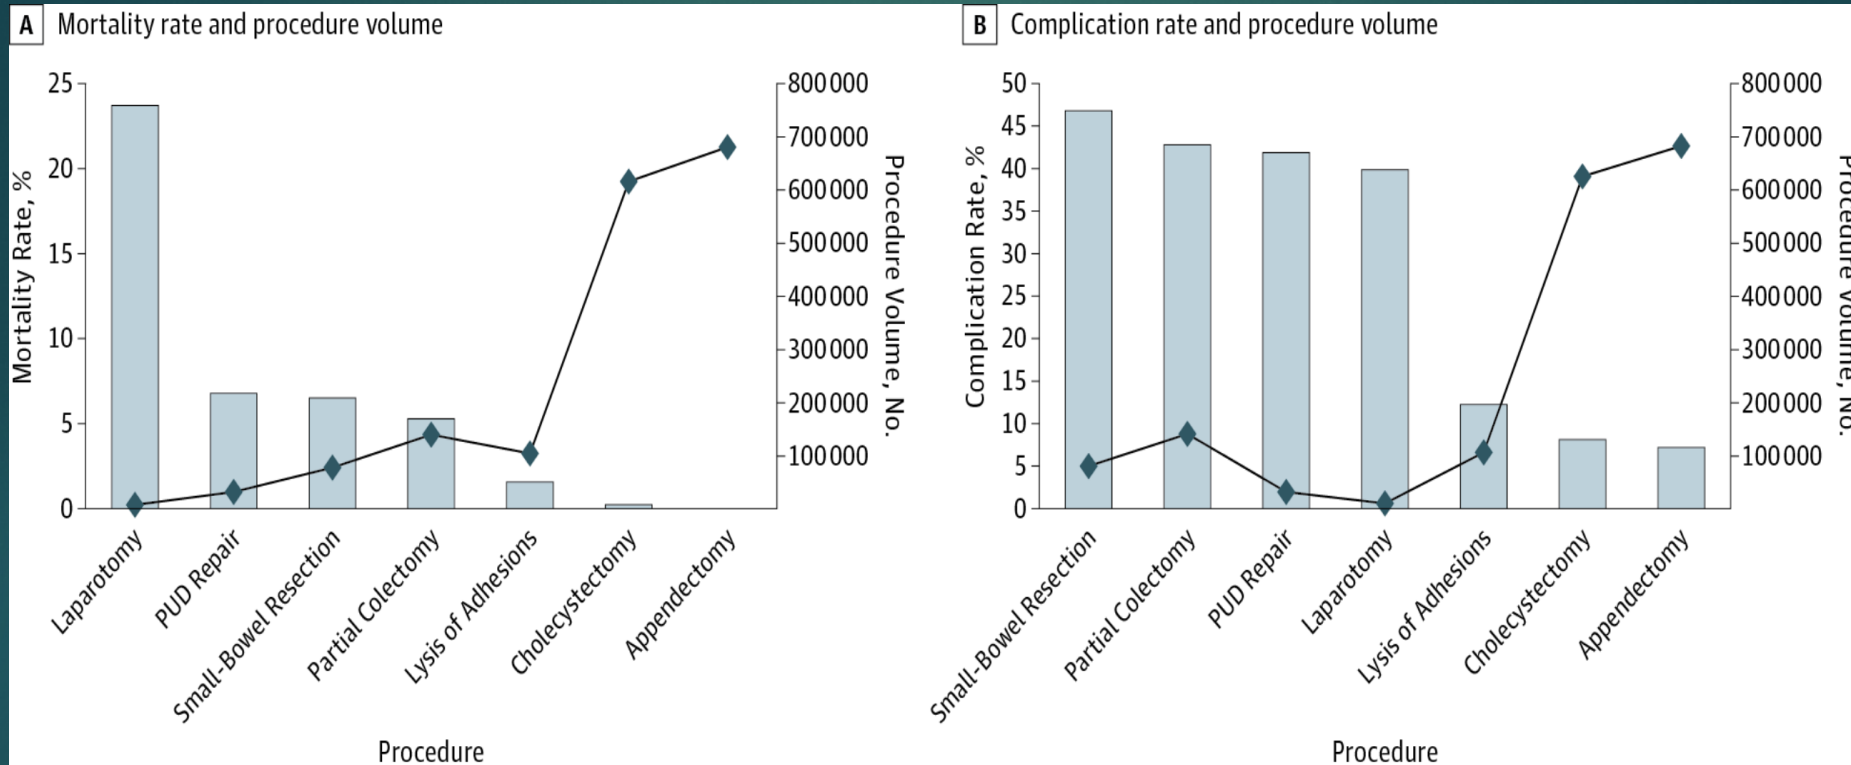 A Mortality rate and procedure volume
25
20
15
10
5
0
Mortality Rate, %
800 000
700 000
600 000
500 000
400 000
300 000
200 000
100 000
Procedure Volume, No.
Laparotomy
PUD Repair
Small-Bowel Resection
Partial Colectomy
Lysis of Adhesions
Cholecystectomy
Appendectomy
Procedure
B Complication rate and procedure volume
50
45
40
35
30
25
20
15
10
5
0
Complication Rate, %
800 000
700 000
600 000
500 000
400 000
300 000
200 000
100 000
Procedure Volume, No.
Small-Bowel Resection
Partial Colectomy
PUD Repair
Laparotomy
Lysis of Adhesions
Cholecystectomy
Appendectomy
Procedure